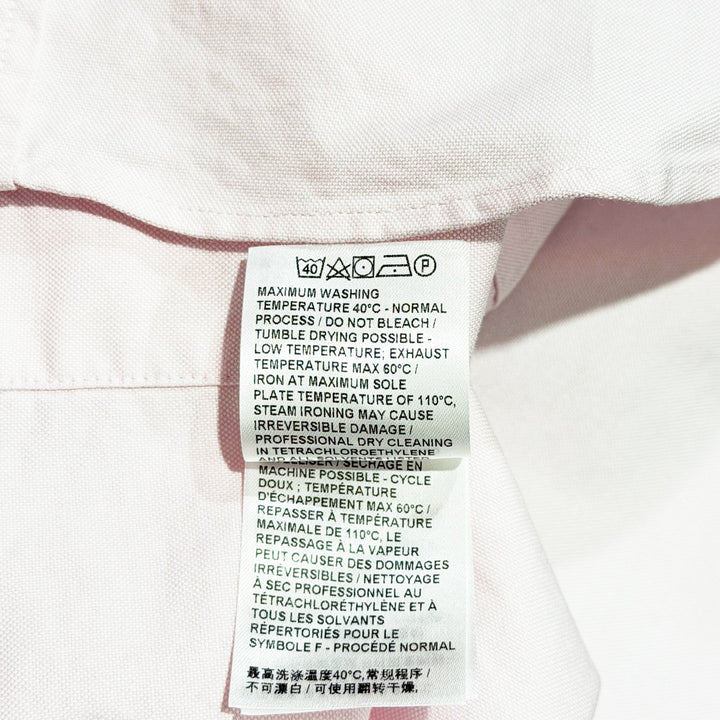 40 P
MAXIMUM WASHING
TEMPERATURE 40°C - NORMAL
PROCESS / DO NOT BLEACH /
TUMBLE DRYING POSSIBLE -
LOW TEMPERATURE; EXHAUST
TEMPERATURE MAX 60°C /
IRON AT MAXIMUM SOLE
PLATE TEMPERATURE OF 110°C,
STEAM IRONING MAY CAUSE
IRREVERSIBLE DAMAGE /
PROFESSIONAL DRY CLEANING
IN TETRACHLOROETHYLENE
AND ALL SOLVENTS LISTED
MACHINE POSSIBLE - CYCLE
DOUX ; TEMPÉRATURE
D'ÉCHAPPEMENT MAX 60°C /
REPASSER À TEMPÉRATURE
MAXIMALE DE 110°C, LE
REPASSAGE À LA VAPEUR
PEUT CAUSER DES DOMMAGES
IRRÉVERSIBLES / NETTOYAGE
À SEC PROFESSIONNEL AU
TÉTRACHLORÉTHYLÈNE ET À
TOUS LES SOLVANTS
RÉPERTORIÉS POUR LE
SYMBOLE F - PROCÉDÉ NORMAL
最高洗涤温度40°C,常规程序 /
不可漂白 / 可使用翻转干燥,